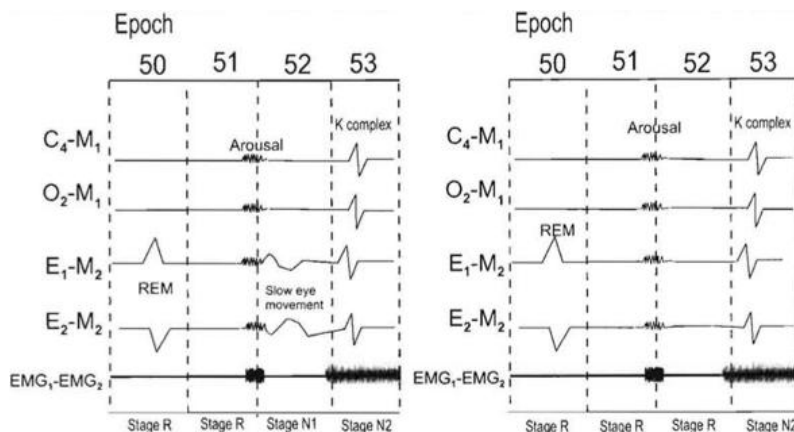 Epoch
50 51 52 53
K complex
C4-M1
Arousal
O2-M1
E1-M2
REM
Slow eye
movement
E2-M2
EMG1-EMG2
Stage R Stage R Stage N1 Stage N2
Epoch
50 51 52 53
K complex
Arousal
C4-M1
O2-M1
REM
E1-M2
E2-M2
EMG1-EMG2
Stage R Stage R Stage R Stage N2